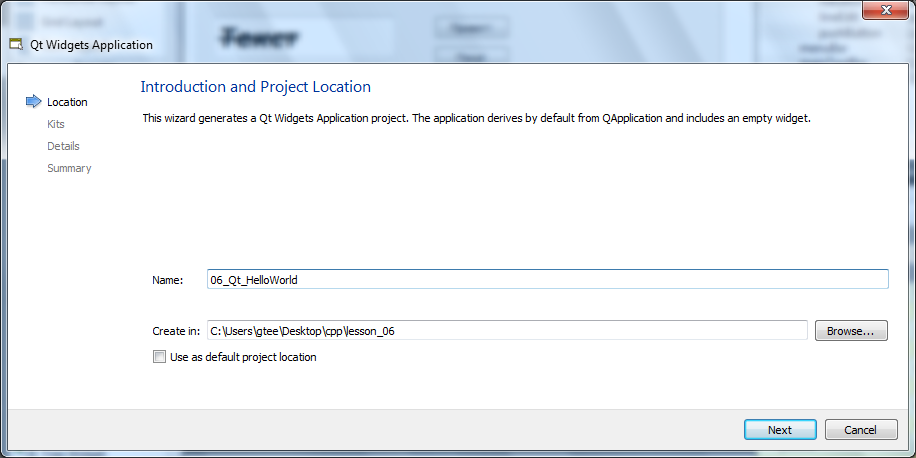 Qt Widgets Application
Introduction and Project Location
Location
Kits
Details
Summary
This wizard generates a Qt Widgets Application project. The application derives by default from QApplication and includes an empty widget.
Name: 06_Qt_HelloWorld
Create in: C:\Users\gtee\Desktop\cpp\lesson_06 Browse...
Use as default project location
Next Cancel